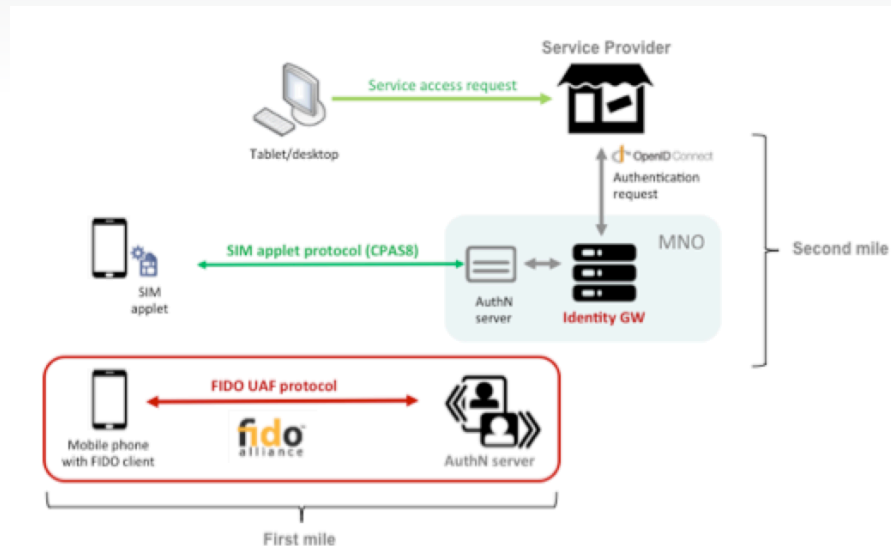 Service Provider
Service access request
Tablet/desktop
OpenID Connect
Authentication
request
MNO
Second mile
SIM applet protocol (CPAS8)
SIM
applet
AuthN
server
Identity GW
FIDO UAF protocol
fido
alliance
Mobile phone
with FIDO client
AuthN server
First mile